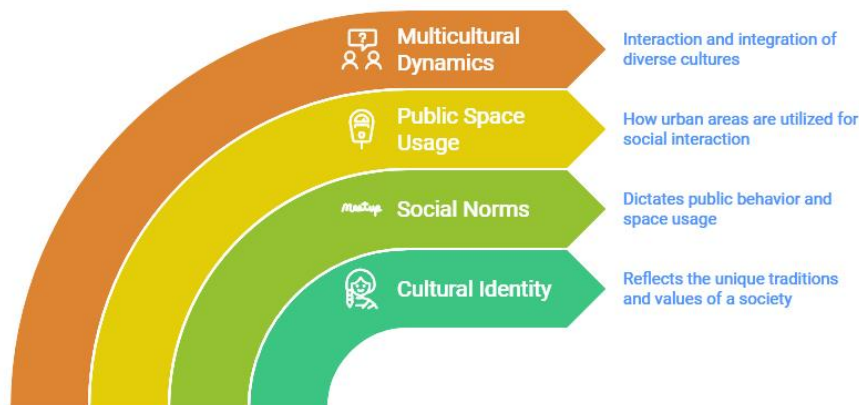 ?
Multicultural
Dynamics
Interaction and integration of
diverse cultures
Public Space
Usage
How urban areas are utilized for
social interaction
Meetup
Social Norms
Dictates public behavior and
space usage
Cultural Identity
Reflects the unique traditions
and values of a society